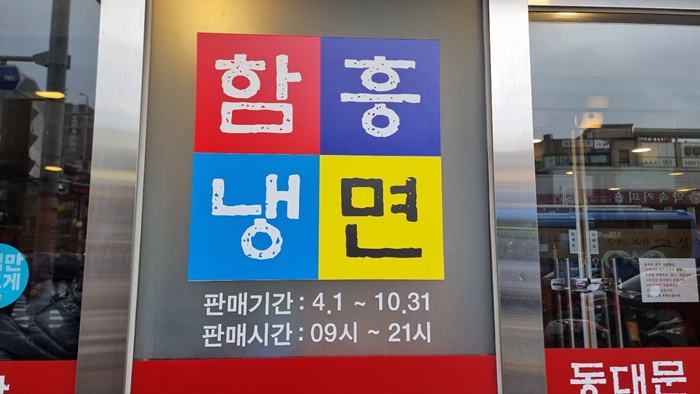 함흥
냉면
판매기간 : 4.1 ~ 10.31
판매시간 : 09시 ~ 21시
동대문